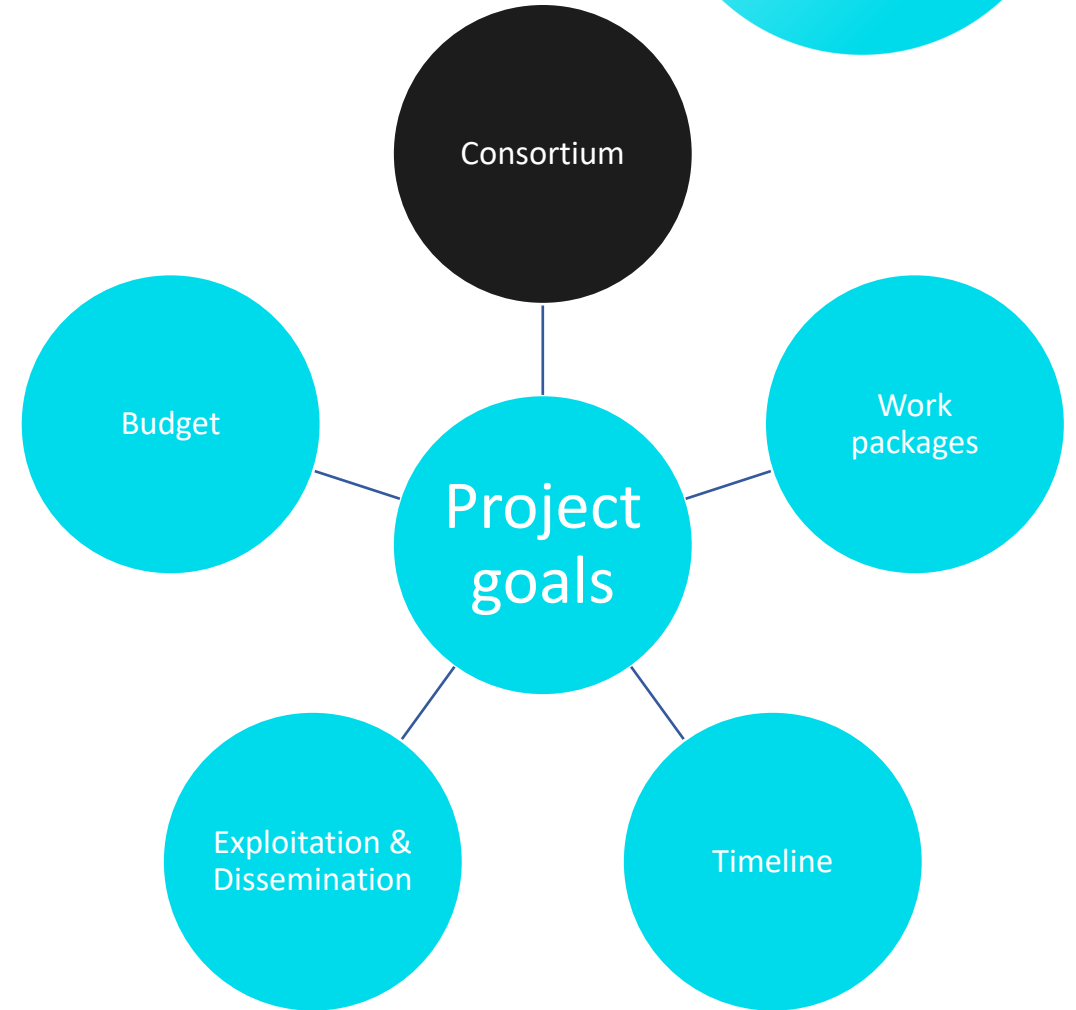 Consortium
Budget
Work
packages
Project
goals
Exploitation &
Dissemination
Timeline